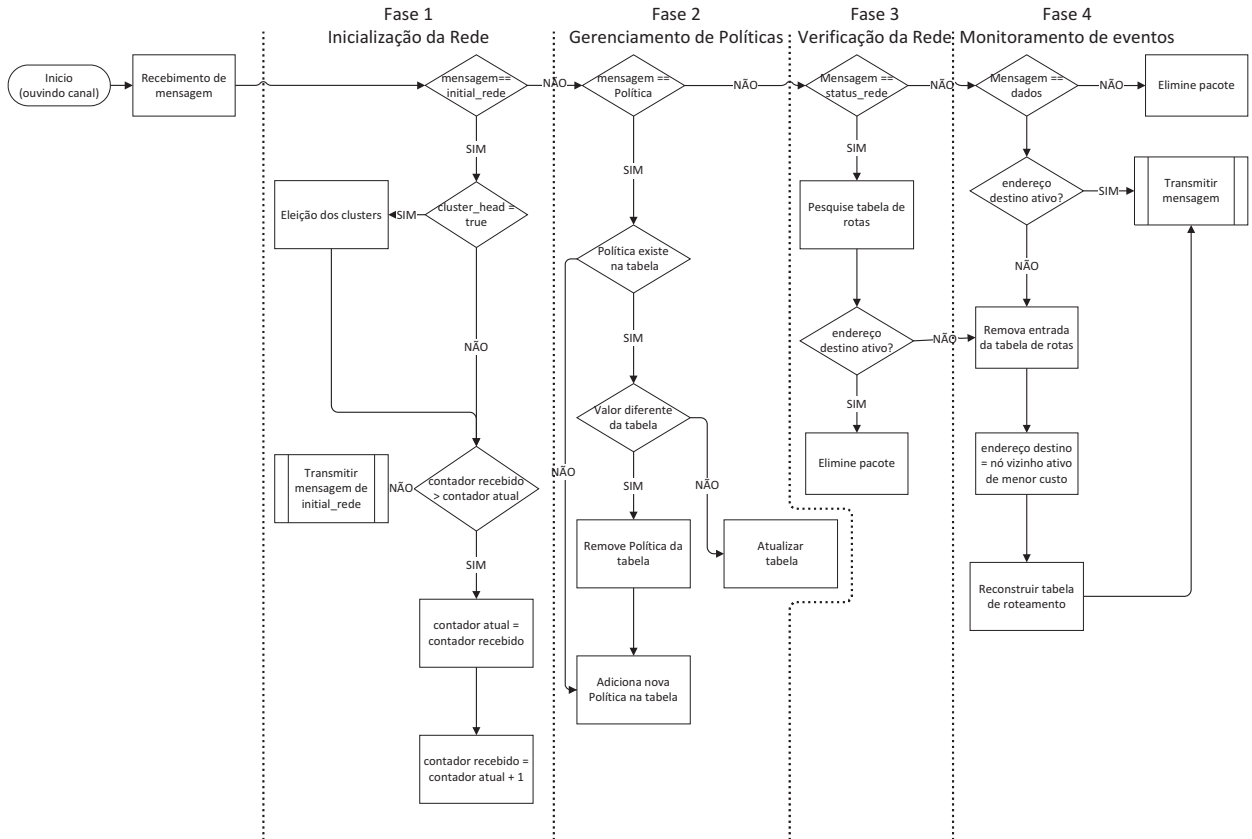 Fase 1
Inicialização da Rede
Fase 2
Gerenciamento de Políticas
Fase 3
Verificação da Rede
Fase 4
Monitoramento de eventos
Inicio
(ouvindo canal)
Recebimento de
mensagem
mensagem==
initial_rede
NÃO
mensagem ==
Política
NÃO
Mensagem ==
status_rede
NÃO
Mensagem ==
dados
NÃO
Elimine pacote
SIM
cluster_head =
true
SIM
Eleição dos clusters
NÃO
contador recebido
> contador atual
NÃO
Transmitir
mensagem de
initial_rede
SIM
contador atual =
contador recebido
contador recebido =
contador atual + 1
SIM
Política existe
na tabela
NÃO
SIM
Valor diferente
da tabela
SIM
NÃO
Remove Política da
tabela
Atualizar
tabela
Adiciona nova
Política na tabela
SIM
Pesquise tabela de
rotas
endereço
destino ativo?
NÃO
SIM
Elimine pacote
endereço
destino ativo?
SIM
Transmitir
mensagem
NÃO
Remova entrada
da tabela de rotas
endereço destino
= nó vizinho ativo
de menor custo
Reconstruir tabela
de roteamento